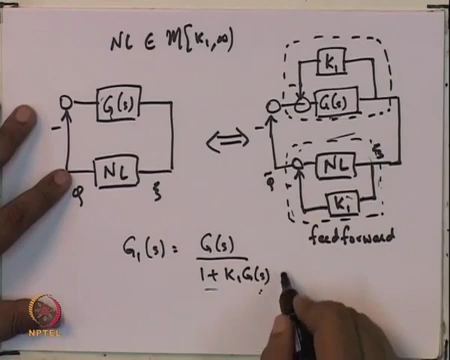 NL ∈ M[K₁, ∞)
K₁
G(s)
G(s)
NL
NL
φ
ξ
φ̄
ξ
K₁
feedforward
G₁(s) = G(s) / 1 + K₁G(s)
NPTEL